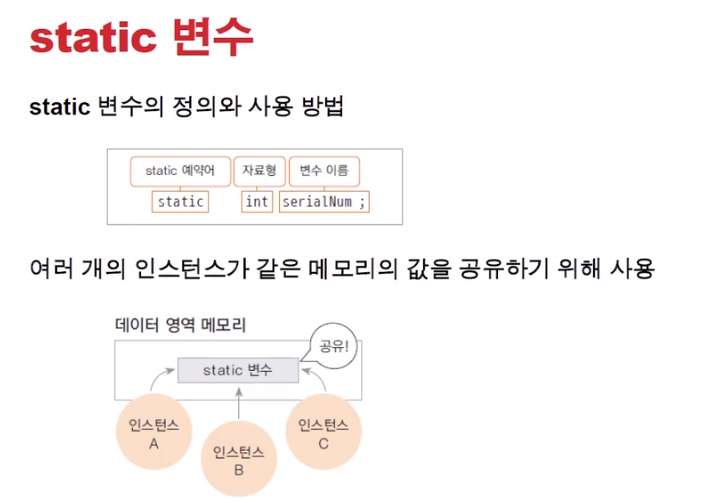 static 변수
static 변수의 정의와 사용 방법
static 예약어 자료형 변수 이름
static int serialNum ;
여러 개의 인스턴스가 같은 메모리의 값을 공유하기 위해 사용
데이터 영역 메모리
공유!
static 변수
인스턴스
A
인스턴스
B
인스턴스
C